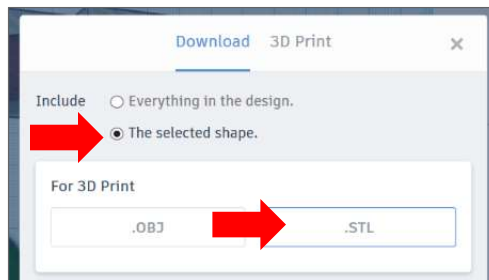 Download 3D Print
Include Everything in the design.
The selected shape.
For 3D Print
.OBJ .STL